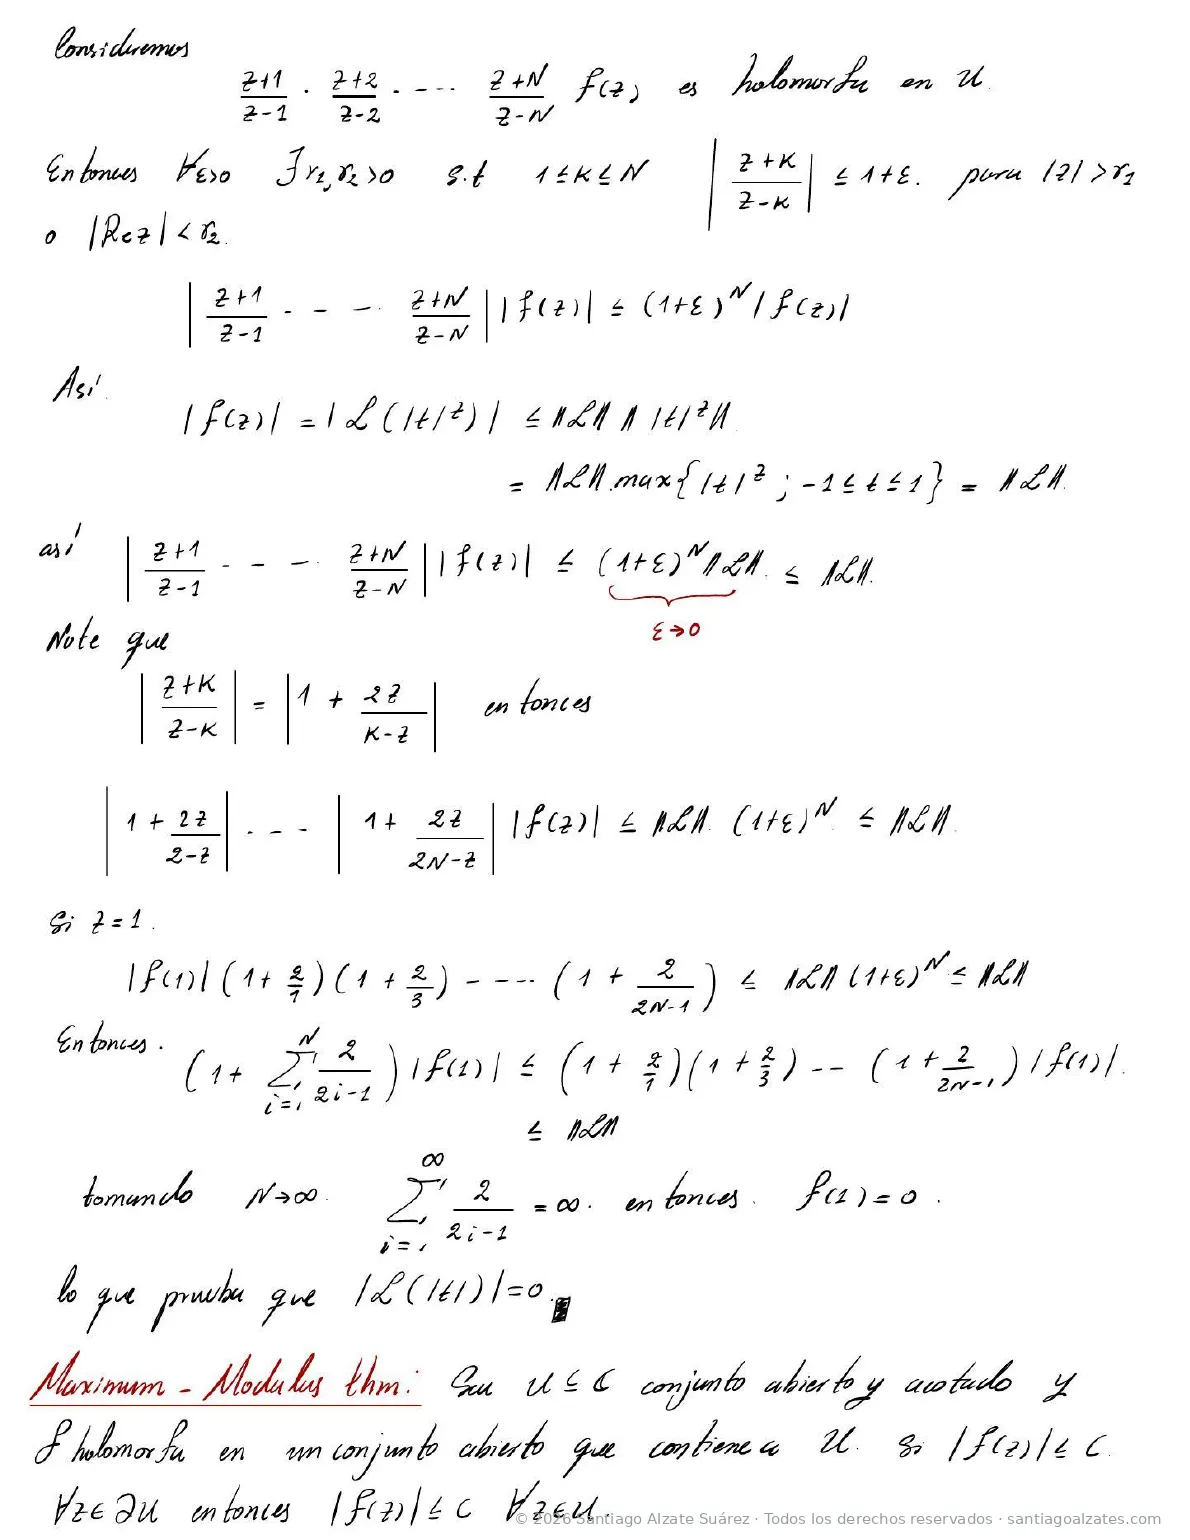 Consideremos
z+1/z-1 · z+2/z-2 · ---- z+N/z-N f(z) es holomorfa en U
Entonces ∀ε>0 ∃ r₁,r₂>0 s.t 1≤K≤N |z+K/z-K| ≤ 1+ε. para |z|>r₁
o |Re z| < r₂.
|z+1/z-1 · - - - z+N/z-N| |f(z)| ≤ (1+ε)^N |f(z)|
Así
|f(z)| = |L(|t|^z)| ≤ ‖L‖ ‖|t|^z‖
= ‖L‖.max{|t|^z ; -1≤t≤1} = ‖L‖.
así |z+1/z-1 - - - - z+N/z-N| |f(z)| ≤ (1+ε)^N ‖L‖. ≤ ‖L‖.
ε→0
Note que
|z+K/z-K| = |1 + 2z/K-z| entonces
|1 + 2z/2-z| - - - |1 + 2z/2N-z| |f(z)| ≤ ‖L‖ (1+ε)^N ≤ ‖L‖.
Si z=1.
|f(1)| (1+ 2/1)(1 + 2/3) - ---- (1 + 2/2N-1) ≤ ‖L‖ (1+ε)^N ≤ ‖L‖
Entonces. (1+ ∑_{i=1}^N 2/2i-1) |f(1)| ≤ (1 + 2/1)(1 + 2/3) -- (1 + 2/2N-1) |f(1)|.
≤ ‖L‖
tomando N→∞. ∑_{i=1}^∞ 2/2i-1 = ∞. entonces. f(1) = 0.
lo que prueba que |L(|t|)|=0.
Maximum - Modulus thm: Sea U⊆C conjunto abierto y acotado y
f holomorfa en un conjunto abierto que contiene a U. Si |f(z)|≤ C.
∀z∈∂U entonces |f(z)|≤ C ∀z∈U.
© 2026 Santiago Alzate Suárez · Todos los derechos reservados · santiagoalzates.com